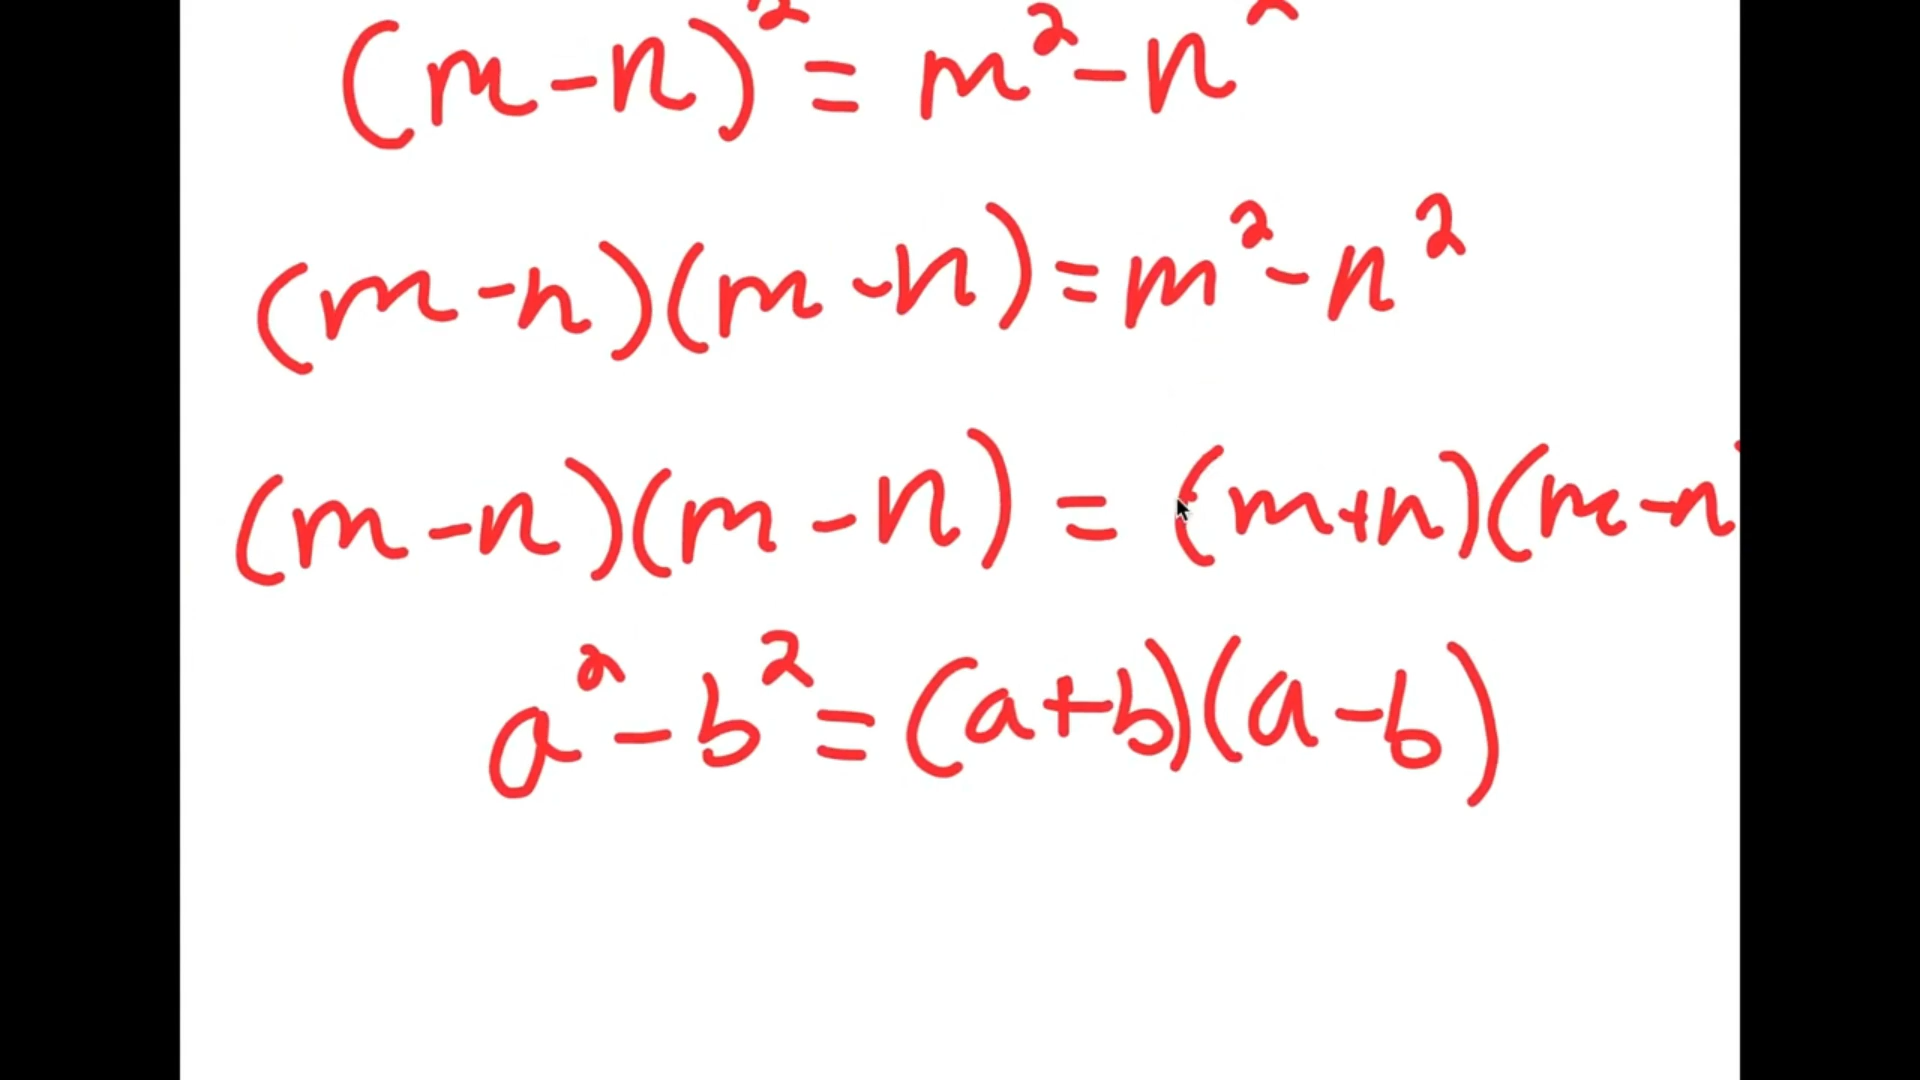 (m-n)² = m²-n²
(m-n)(m-n)=m²-n²
(m-n)(m-n) = (m+n)(m-n)
a²-b²=(a+b)(a-b)